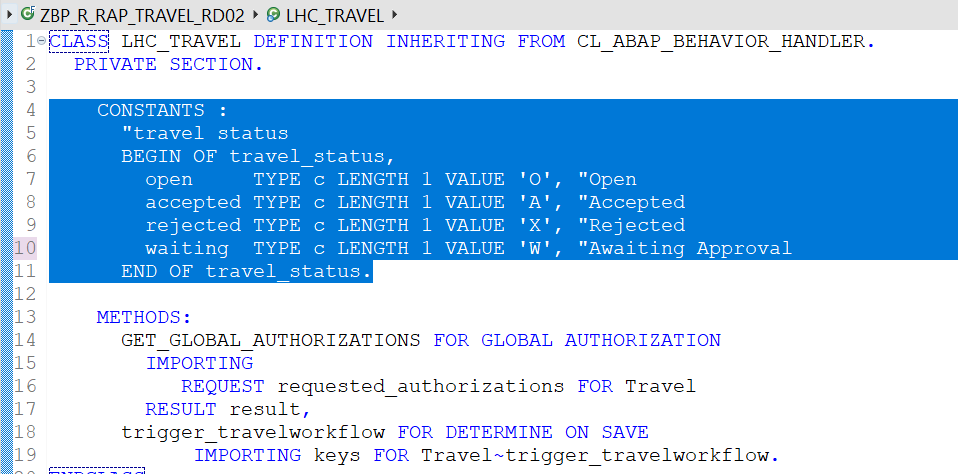 ZBP_R_RAP_TRAVEL_RD02 LHC_TRAVEL
1 CLASS LHC_TRAVEL DEFINITION INHERITING FROM CL_ABAP_BEHAVIOR_HANDLER.
2 PRIVATE SECTION.
3
4 CONSTANTS :
5 "travel status
6 BEGIN OF travel_status,
7 open TYPE c LENGTH 1 VALUE 'O', "Open
8 accepted TYPE c LENGTH 1 VALUE 'A', "Accepted
9 rejected TYPE c LENGTH 1 VALUE 'X', "Rejected
10 waiting TYPE c LENGTH 1 VALUE 'W', "Awaiting Approval
11 END OF travel_status.
12
13 METHODS:
14 GET_GLOBAL_AUTHORIZATIONS FOR GLOBAL AUTHORIZATION
15 IMPORTING
16 REQUEST requested_authorizations FOR Travel
17 RESULT result,
18 trigger_travelworkflow FOR DETERMINE ON SAVE
19 IMPORTING keys FOR Travel~trigger_travelworkflow.